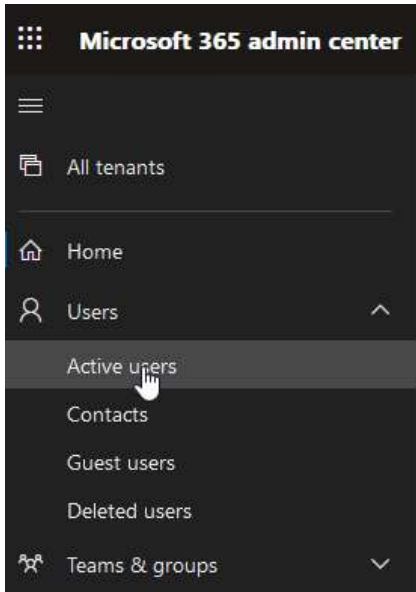 Microsoft 365 admin center
All tenants
Home
Users
Active users
Contacts
Guest users
Deleted users
Teams & groups